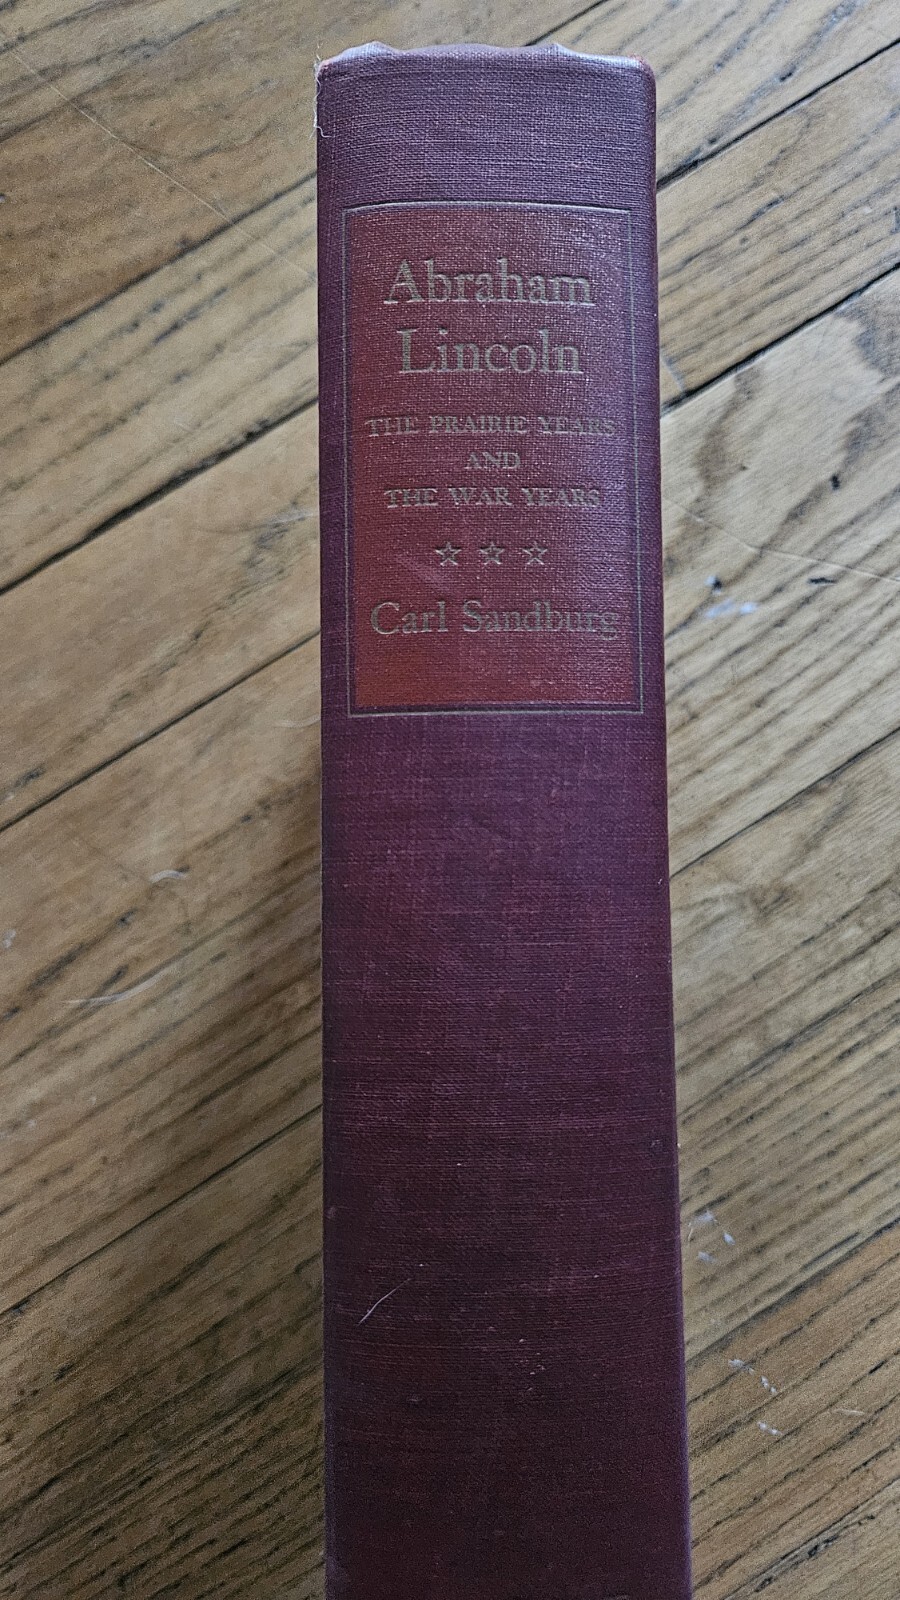 Abraham
Lincoln
THE PRAIRIE YEARS
AND
THE WAR YEARS
Carl Sandburg